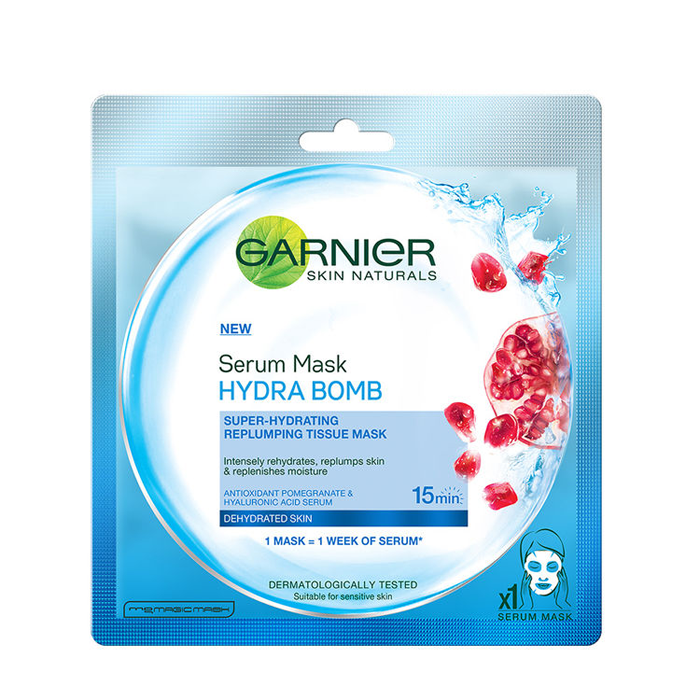 GARNIER
SKIN NATURALS
NEW
Serum Mask
HYDRA BOMB
SUPER-HYDRATING
REPLUMPING TISSUE MASK
Intensely rehydrates, replumps skin
& replenishes moisture
ANTIOXIDANT POMEGRANATE &
HYALURONIC ACID SERUM
15min
DEHYDRATED SKIN
1 MASK = 1 WEEK OF SERUM*
DERMATOLOGICALLY TESTED
Suitable for sensitive skin
x1
SERUM MASK